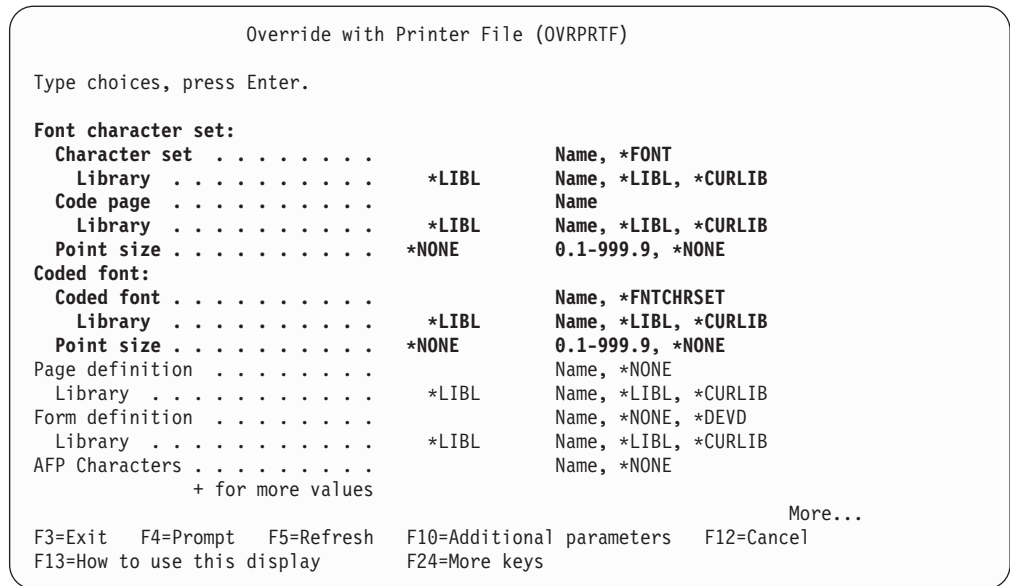 Override with Printer File (OVRPRTF)
Type choices, press Enter.
Font character set:
Character set . . . . . . . . Name, *FONT
Library . . . . . . . . . . *LIBL Name, *LIBL, *CURLIB
Code page . . . . . . . . . . Name
Library . . . . . . . . . . *LIBL Name, *LIBL, *CURLIB
Point size . . . . . . . . . . *NONE 0.1-999.9, *NONE
Coded font:
Coded font . . . . . . . . . . Name, *FNTCHRSET
Library . . . . . . . . . . *LIBL Name, *LIBL, *CURLIB
Point size . . . . . . . . . . *NONE 0.1-999.9, *NONE
Page definition . . . . . . . . Name, *NONE
Library . . . . . . . . . . . *LIBL Name, *LIBL, *CURLIB
Form definition . . . . . . . . Name, *NONE, *DEVD
Library . . . . . . . . . . . *LIBL Name, *LIBL, *CURLIB
AFP Characters . . . . . . . . . Name, *NONE
+ for more values
More...
F3=Exit F4=Prompt F5=Refresh F10=Additional parameters F12=Cancel
F13=How to use this display F24=More keys